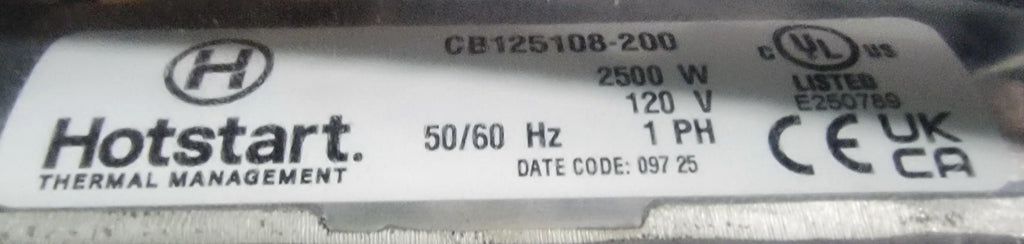 H
Hotstart.
THERMAL MANAGEMENT
CB125108-200
2500 W
120 V
50/60 Hz 1 PH
DATE CODE: 097 25
C UL US
LISTED
E250789
CE UK
CA